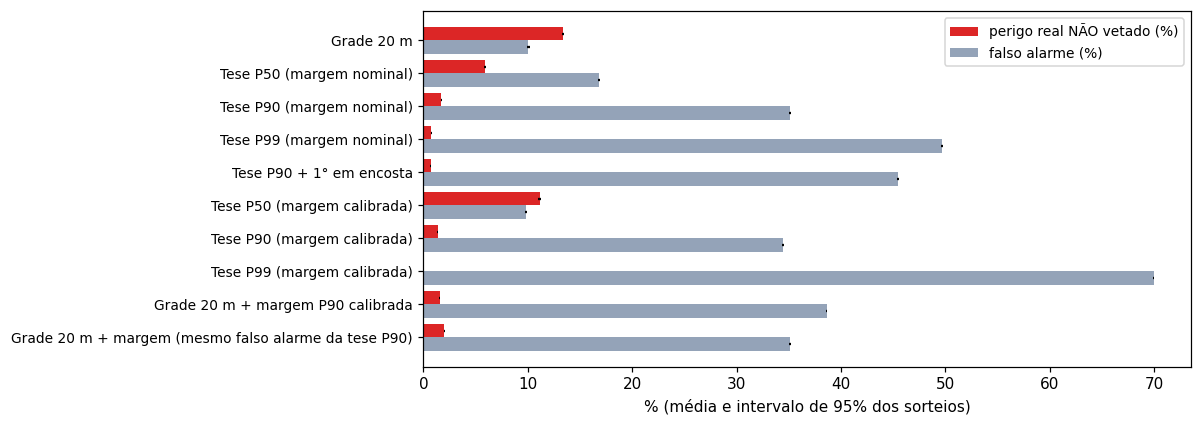 perigo real NÃO vetado (%)
falso alarme (%)
Grade 20 m
Tese P50 (margem nominal)
Tese P90 (margem nominal)
Tese P99 (margem nominal)
Tese P90 + 1° em encosta
Tese P50 (margem calibrada)
Tese P90 (margem calibrada)
Tese P99 (margem calibrada)
Grade 20 m + margem P90 calibrada
Grade 20 m + margem (mesmo falso alarme da tese P90)
0 10 20 30 40 50 60 70
% (média e intervalo de 95% dos sorteios)